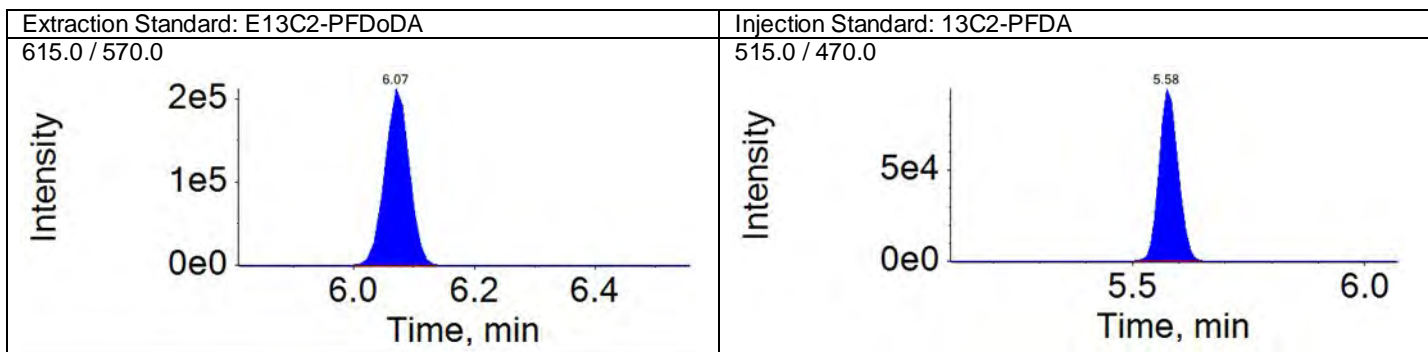 Extraction Standard: E13C2-PFDoDA
615.0 / 570.0
6.07
Intensity
2e5
1e5
0e0
6.0 6.2 6.4
Time, min
Injection Standard: 13C2-PFDA
515.0 / 470.0
5.58
Intensity
5e4
0e0
5.5 6.0
Time, min